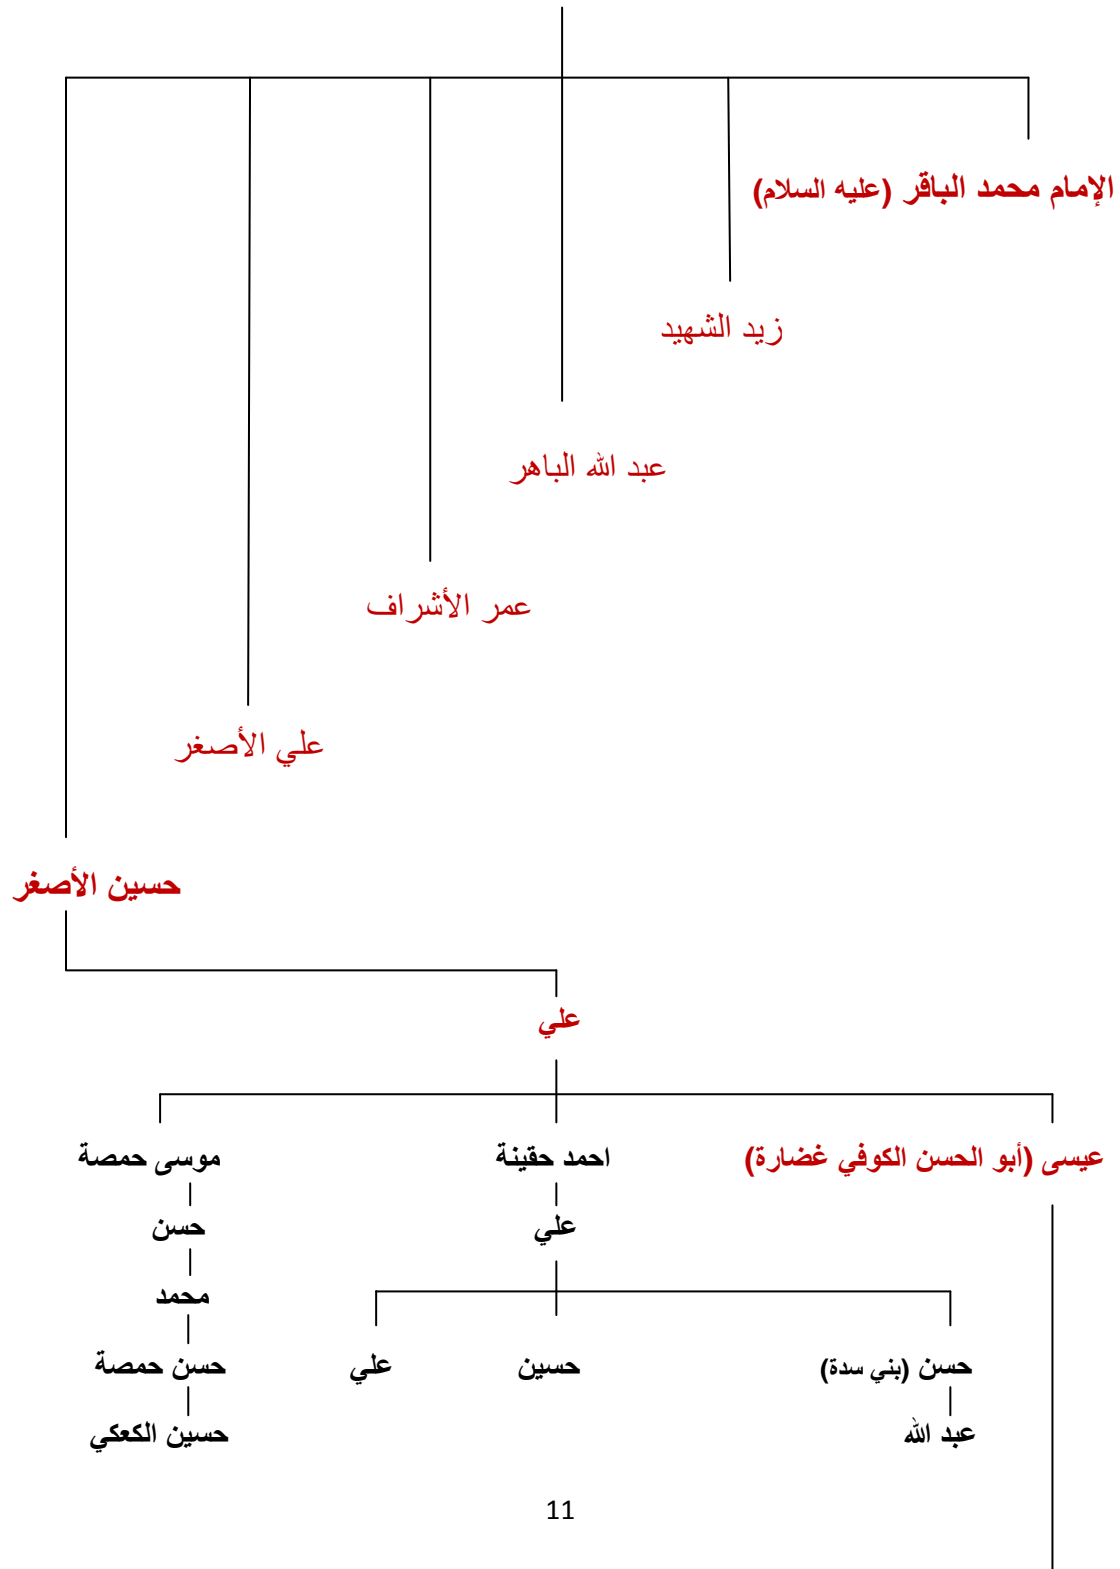 الإمام محمد الباقر (عليه السلام)
زيد الشهيد
عبد الله الباهر
عمر الأشراف
علي الأصغر
حسين الأصغر
علي
عيسى (أبو الحسن الكوفي غضارة)
احمد حقينة
موسى حمصة
علي
حسن
محمد
حسن (بني سدة)
حسين
علي
حسن حمصة
عبد الله
حسين الكعكي
11